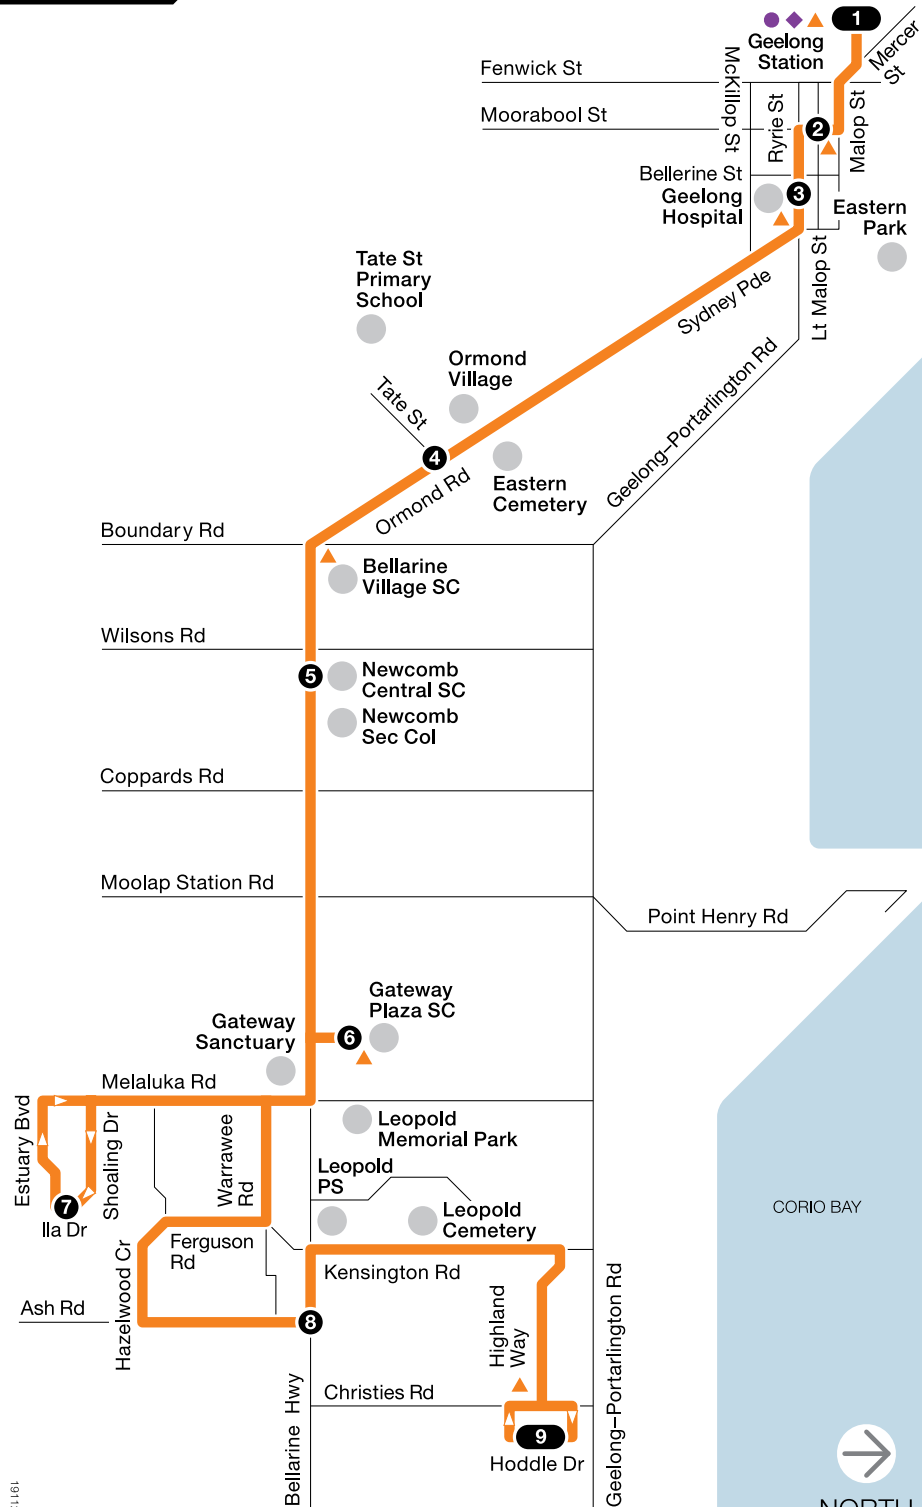 1
Geelong
Station
Mercer
St
Fenwick St
McKillop St
Ryrie St
Malop St
Moorabool St
2
Bellerine St
Geelong
Hospital
3
Eastern
Park
Lt Malop St
Sydney Pde
Tate St
Primary
School
Ormond
Village
Tate St
Geelong–Portarlington Rd
4
Ormond Rd
Eastern
Cemetery
Boundary Rd
Bellarine
Village SC
Wilsons Rd
5
Newcomb
Central SC
Newcomb
Sec Col
Coppards Rd
Moolap Station Rd
Point Henry Rd
Gateway
Plaza SC
6
Gateway
Sanctuary
Melaluka Rd
Estuary Bvd
Shoaling Dr
Warrawee
Rd
Leopold
Memorial Park
Leopold
PS
7
Ila Dr
Leopold
Cemetery
CORIO BAY
Ferguson
Rd
Hazelwood Cr
Kensington Rd
Ash Rd
8
Highland
Way
Geelong–Portarlington Rd
Bellarine Hwy
Christies Rd
9
Hoddle Dr
NORTH